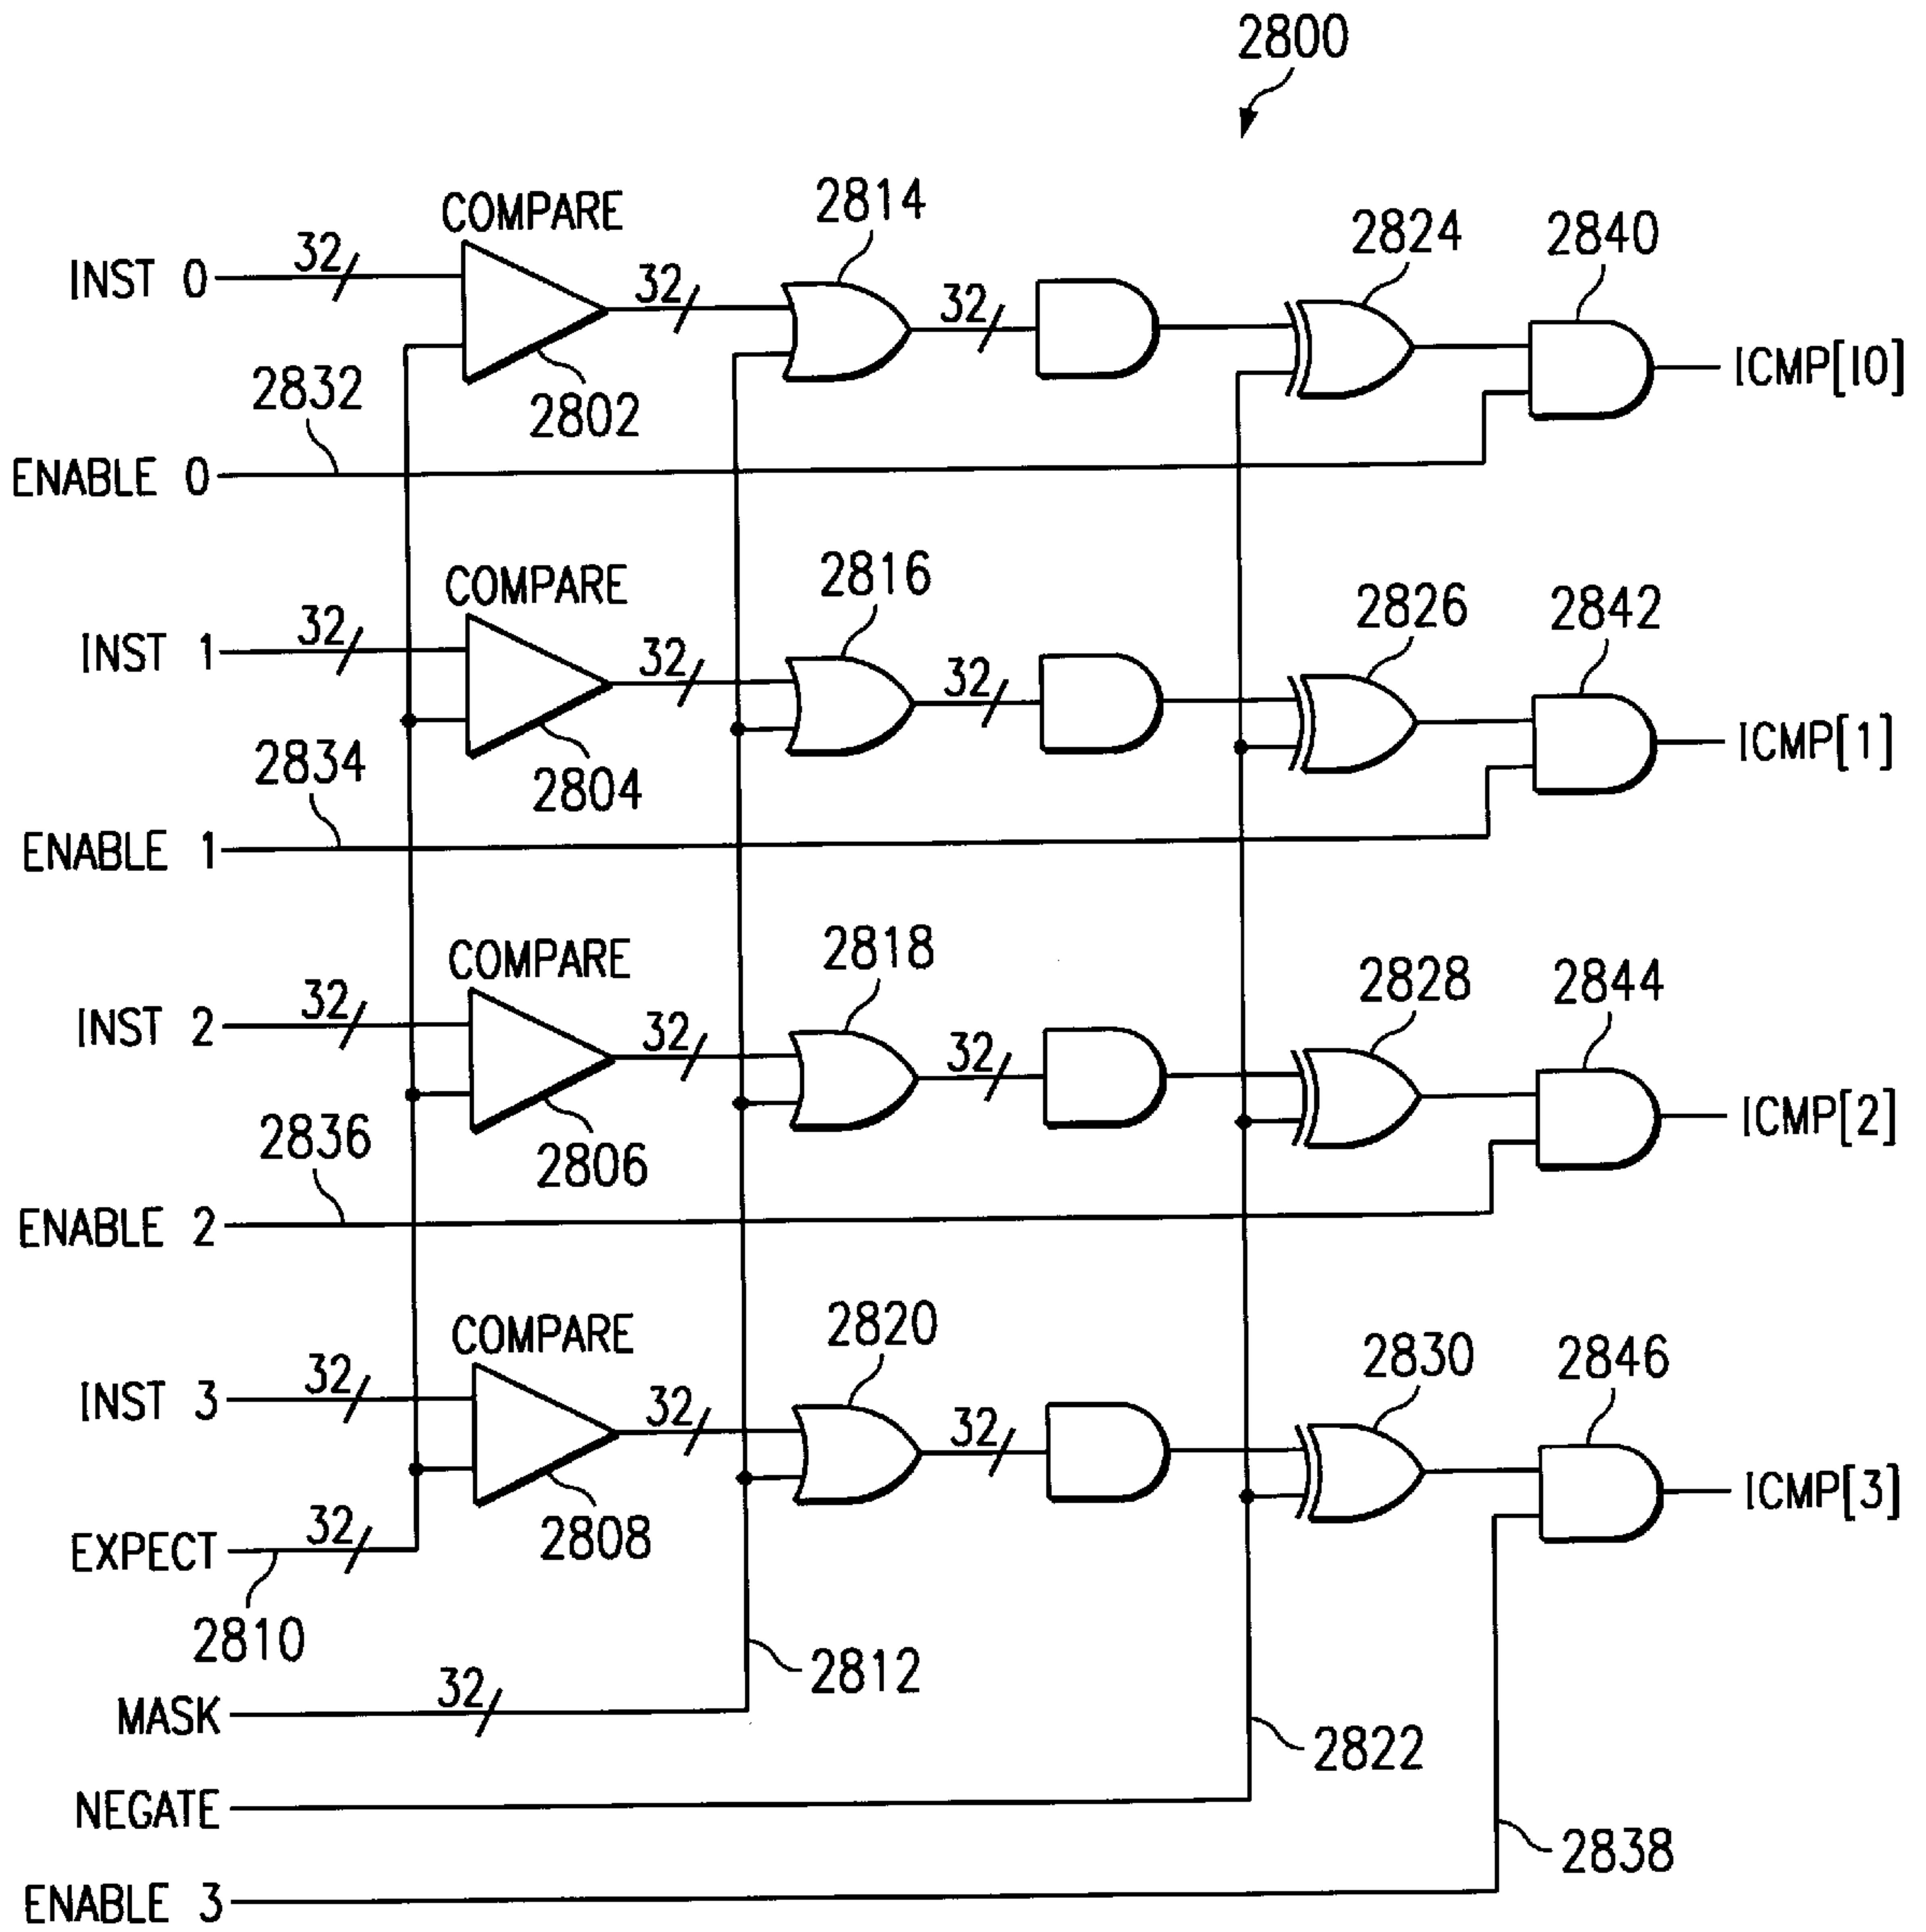 2800
COMPARE
2814
2824
2840
INST 0
32
32
32
ICMP[I0]
2832
2802
ENABLE 0
COMPARE
2816
2826
2842
INST 1
32
32
32
ICMP[1]
2834
2804
ENABLE 1
COMPARE
2818
2828
2844
INST 2
32
32
32
ICMP[2]
2836
2806
ENABLE 2
COMPARE
2820
2830
2846
INST 3
32
32
32
ICMP[3]
EXPECT
32
2808
2810
2812
MASK
32
2822
NEGATE
2838
ENABLE 3